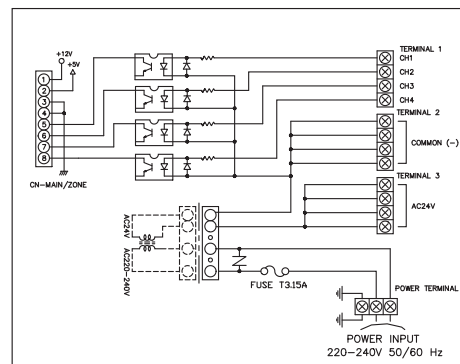 +12V
+5V
1
2
3
4
5
6
7
8
CN-MAIN/ZONE
TERMINAL 1
CH1
CH2
CH3
CH4
TERMINAL 2
COMMON (-)
TERMINAL 3
AC24V
AC24V
AC220-240V
FUSE T3.15A
POWER TERMINAL
POWER INPUT
220-240V 50/60 Hz